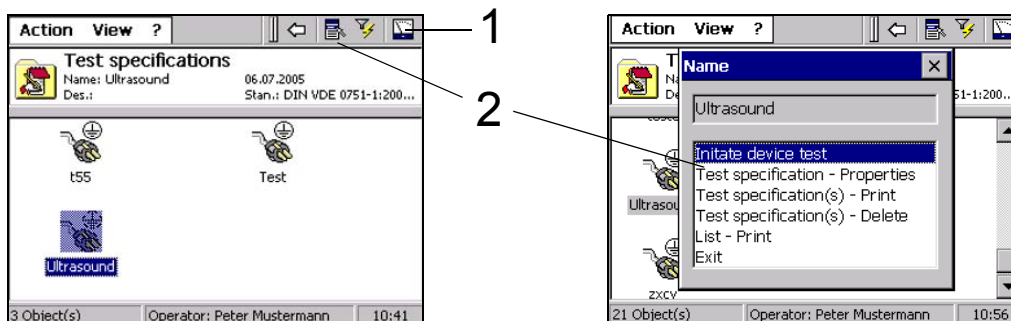 Action View ?
Test specifications
Name: Ultrasound 06.07.2005
Des.: Stan.: DIN VDE 0751-1:200...
t55 Test
Ultrasound
3 Object(s) Operator: Peter Mustermann 10:41
1
2
Action View ?
T
Na
De 51-1:200...
Name
Ultrasound
Initate device test
Test specification - Properties
Test specification(s) - Print
Test specification(s) - Delete
List - Print
Exit
Ultrasou
zxcv
21 Object(s) Operator: Peter Mustermann 10:56